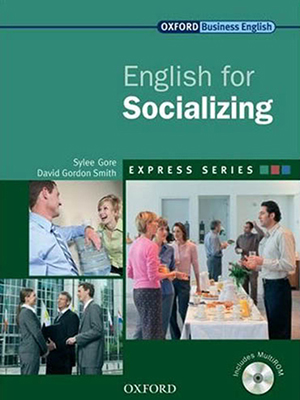 OXFORD Business English
English for
Socializing
Sylee Gore
David Gordon Smith
EXPRESS SERIES
Includes MultiROM
OXFORD